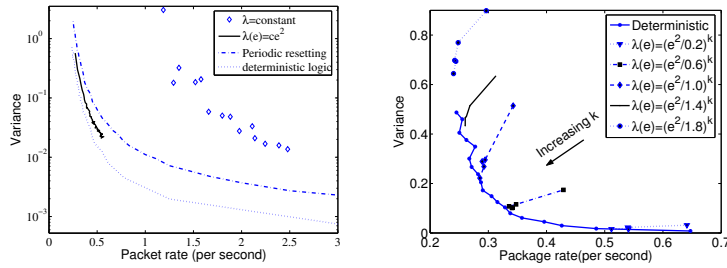 10^0
10^-1
10^-2
10^-3
Variance
0 0.5 1 1.5 2 2.5 3
Packet rate (per second)
λ=constant
λ(e)=ce^2
Periodic resetting
deterministic logic
0.8
0.6
0.4
0.2
0
Variance
0.2 0.3 0.4 0.5 0.6 0.7
Package rate(per second)
Increasing k
Deterministic
λ(e)=(e^2/0.2)^k
λ(e)=(e^2/0.6)^k
λ(e)=(e^2/1.0)^k
λ(e)=(e^2/1.4)^k
λ(e)=(e^2/1.8)^k